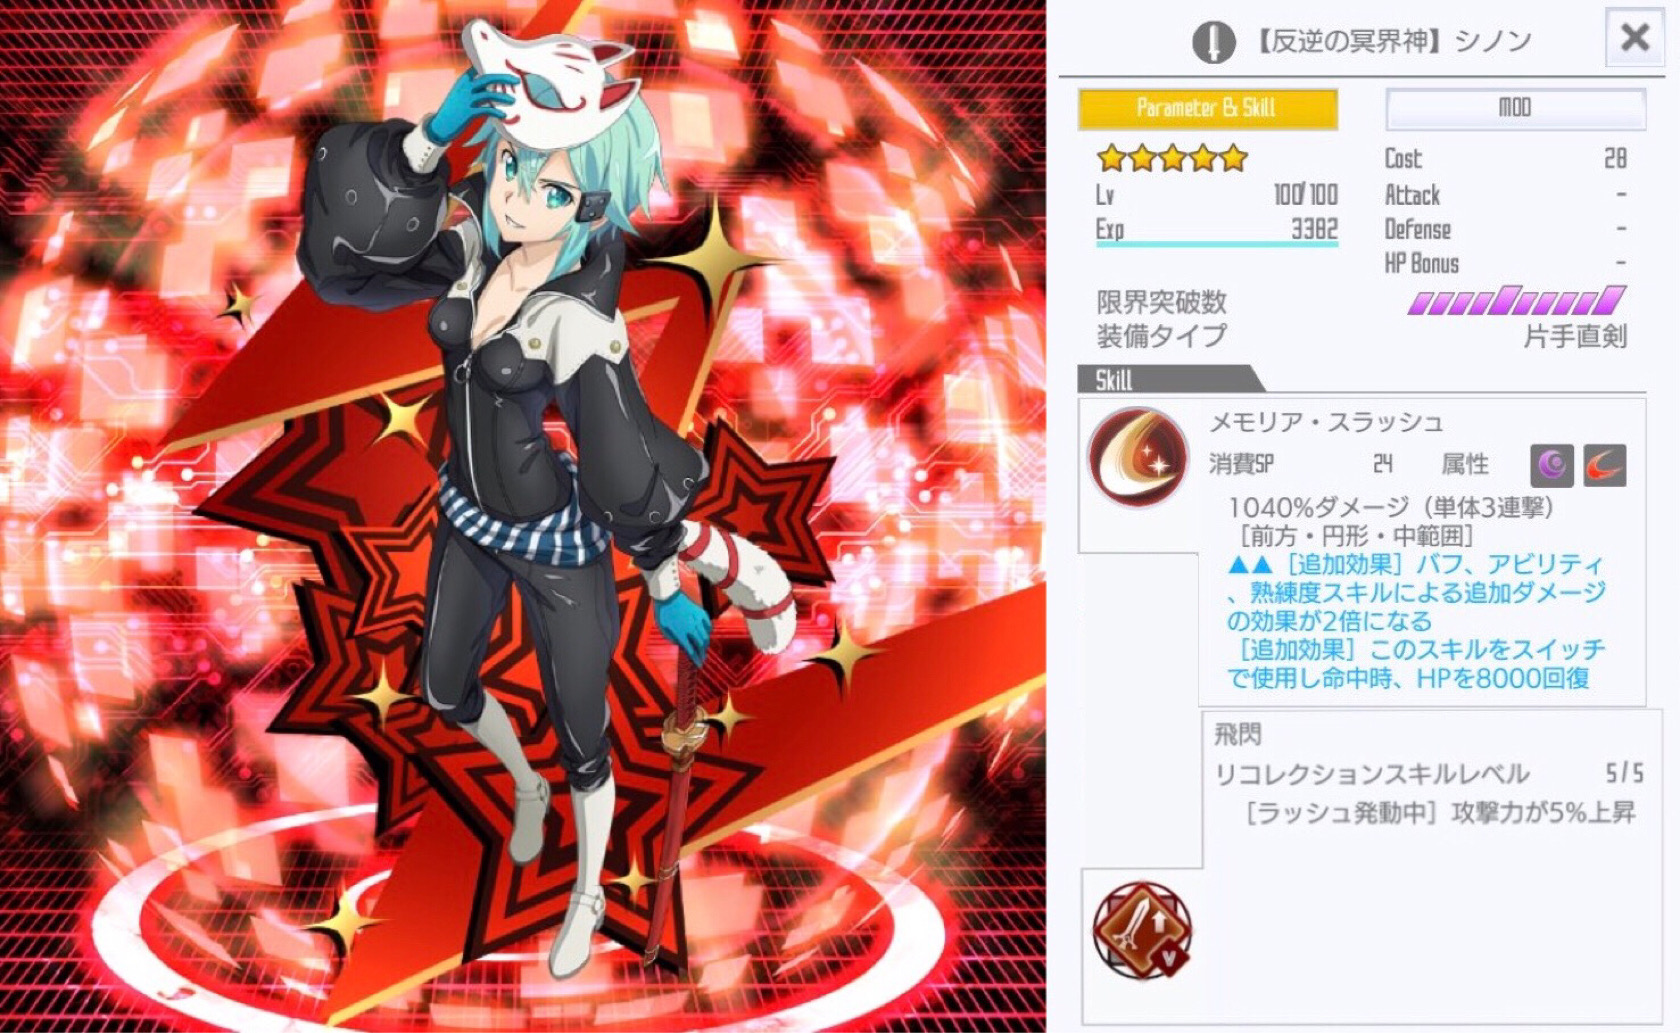 【反逆の冥界神】シノン
Parameter & Skill
MOD
Lv 100/100
Exp 3382
Cost 28
Attack -
Defense -
HP Bonus -
限界突破数
装備タイプ 片手直剣
Skill
メモリア・スラッシュ
消費SP 24 属性
1040%ダメージ（単体3連撃）
［前方・円形・中範囲］
▲▲［追加効果］バフ、アビリティ
、熟練度スキルによる追加ダメージ
の効果が2倍になる
［追加効果］このスキルをスイッチ
で使用し命中時、HPを8000回復
飛閃
リコレクションスキルレベル 5/5
［ラッシュ発動中］攻撃力が5%上昇
V